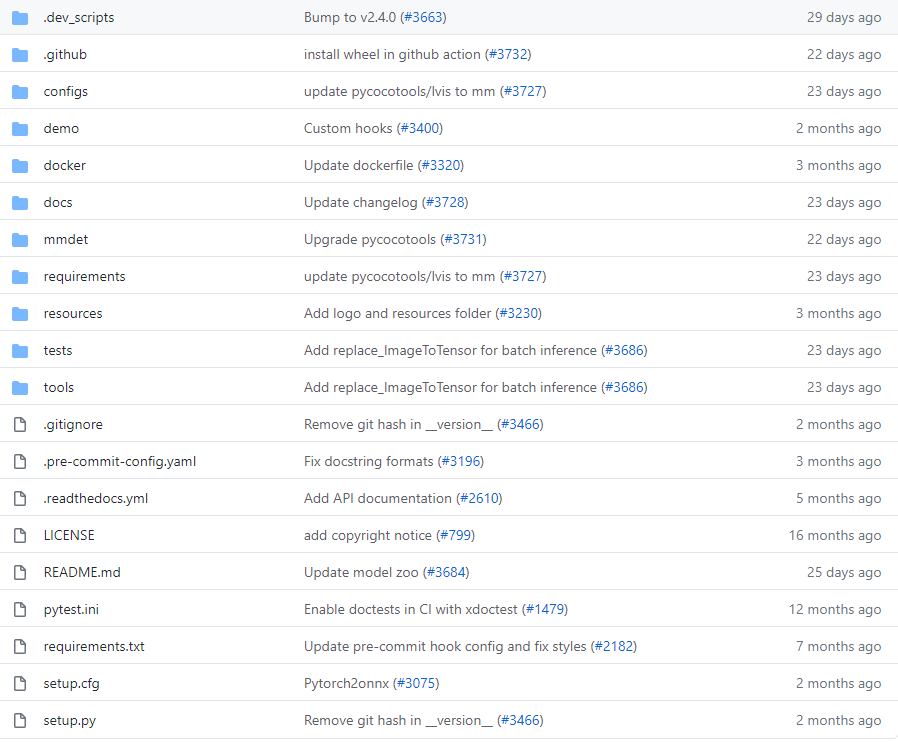 .dev_scripts Bump to v2.4.0 (#3663) 29 days ago
.github install wheel in github action (#3732) 22 days ago
configs update pycocotools/lvis to mm (#3727) 23 days ago
demo Custom hooks (#3400) 2 months ago
docker Update dockerfile (#3320) 3 months ago
docs Update changelog (#3728) 23 days ago
mmdet Upgrade pycocotools (#3731) 22 days ago
requirements update pycocotools/lvis to mm (#3727) 23 days ago
resources Add logo and resources folder (#3230) 3 months ago
tests Add replace_ImageToTensor for batch inference (#3686) 23 days ago
tools Add replace_ImageToTensor for batch inference (#3686) 23 days ago
.gitignore Remove git hash in __version__ (#3466) 2 months ago
.pre-commit-config.yaml Fix docstring formats (#3196) 3 months ago
.readthedocs.yml Add API documentation (#2610) 5 months ago
LICENSE add copyright notice (#799) 16 months ago
README.md Update model zoo (#3684) 25 days ago
pytest.ini Enable doctests in CI with xdoctest (#1479) 12 months ago
requirements.txt Update pre-commit hook config and fix styles (#2182) 7 months ago
setup.cfg Pytorch2onnx (#3075) 2 months ago
setup.py Remove git hash in __version__ (#3466) 2 months ago